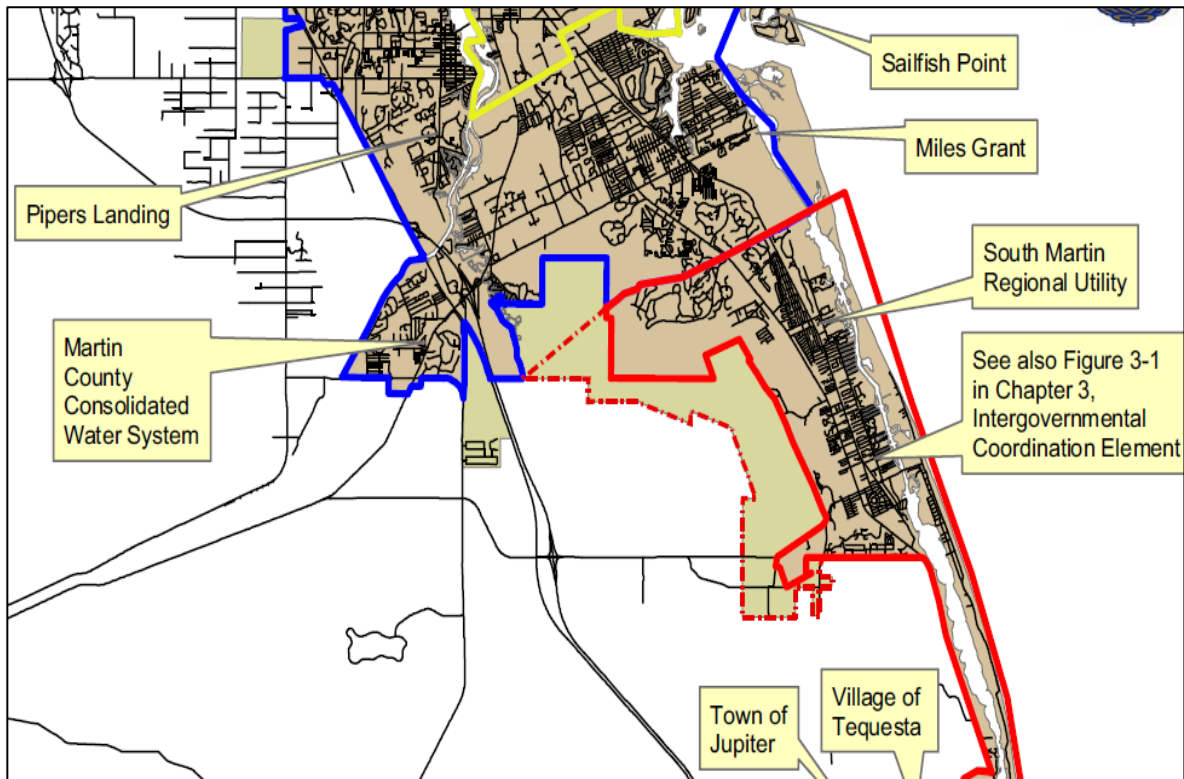 Sailfish Point
Miles Grant
Pipers Landing
South Martin
Regional Utility
Martin
County
Consolidated
Water System
See also Figure 3-1
in Chapter 3,
Intergovernmental
Coordination Element
Town of
Jupiter
Village of
Tequesta